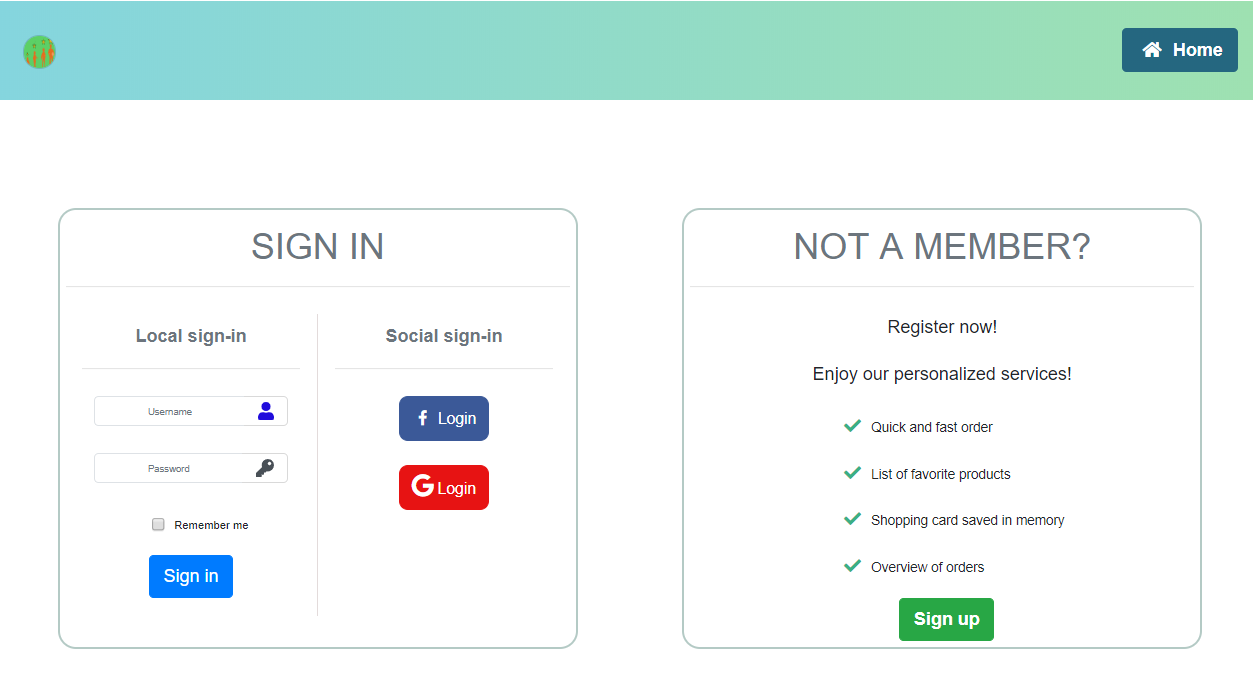 Home
SIGN IN
Local sign-in
Username
Password
Remember me
Sign in
Social sign-in
Login
Login
NOT A MEMBER?
Register now!
Enjoy our personalized services!
Quick and fast order
List of favorite products
Shopping card saved in memory
Overview of orders
Sign up